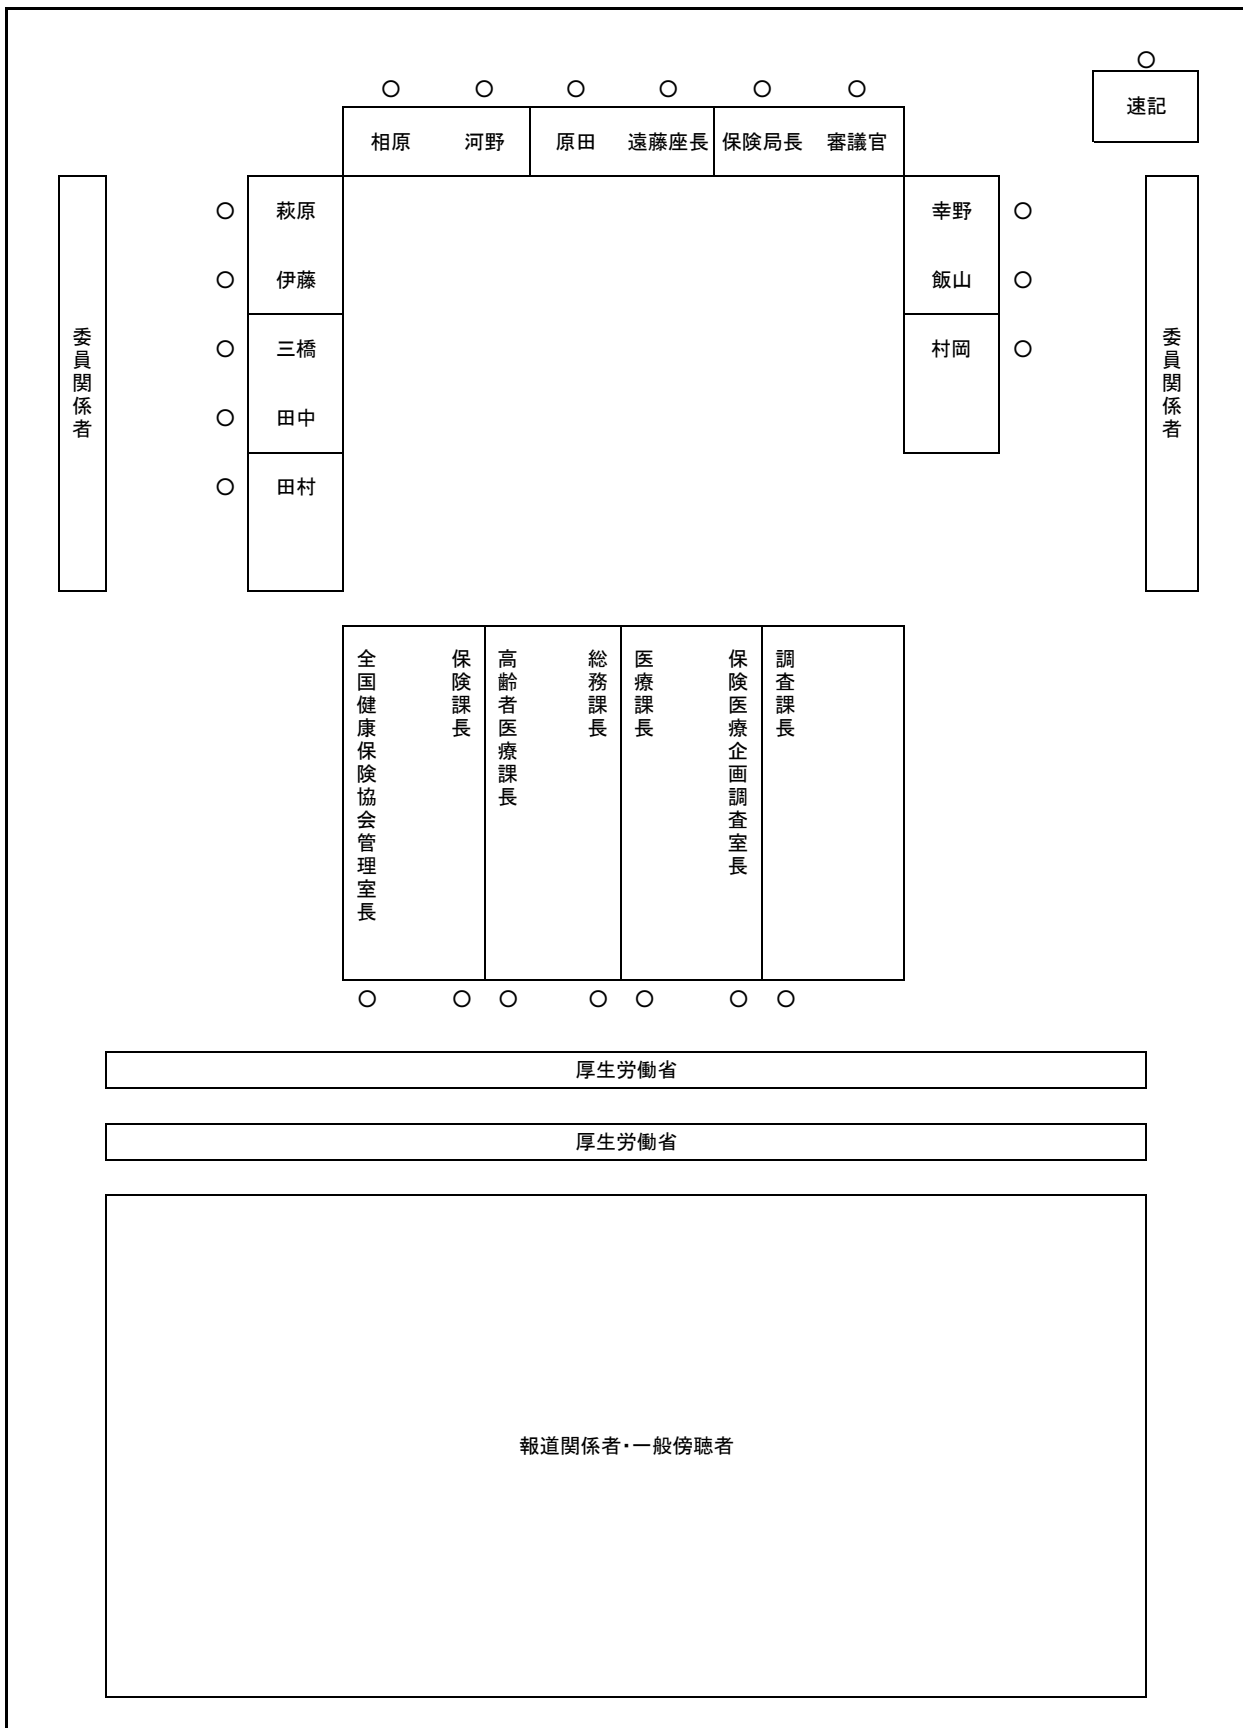 速記
相原 河野 原田 遠藤座長 保険局長 審議官
萩原 幸野
伊藤 飯山
三橋 村岡
田中
田村
委員関係者
委員関係者
全国健康保険協会管理室長
保険課長
高齢者医療課長
総務課長
医療課長
保険医療企画調査室長
調査課長
厚生労働省
厚生労働省
報道関係者・一般傍聴者